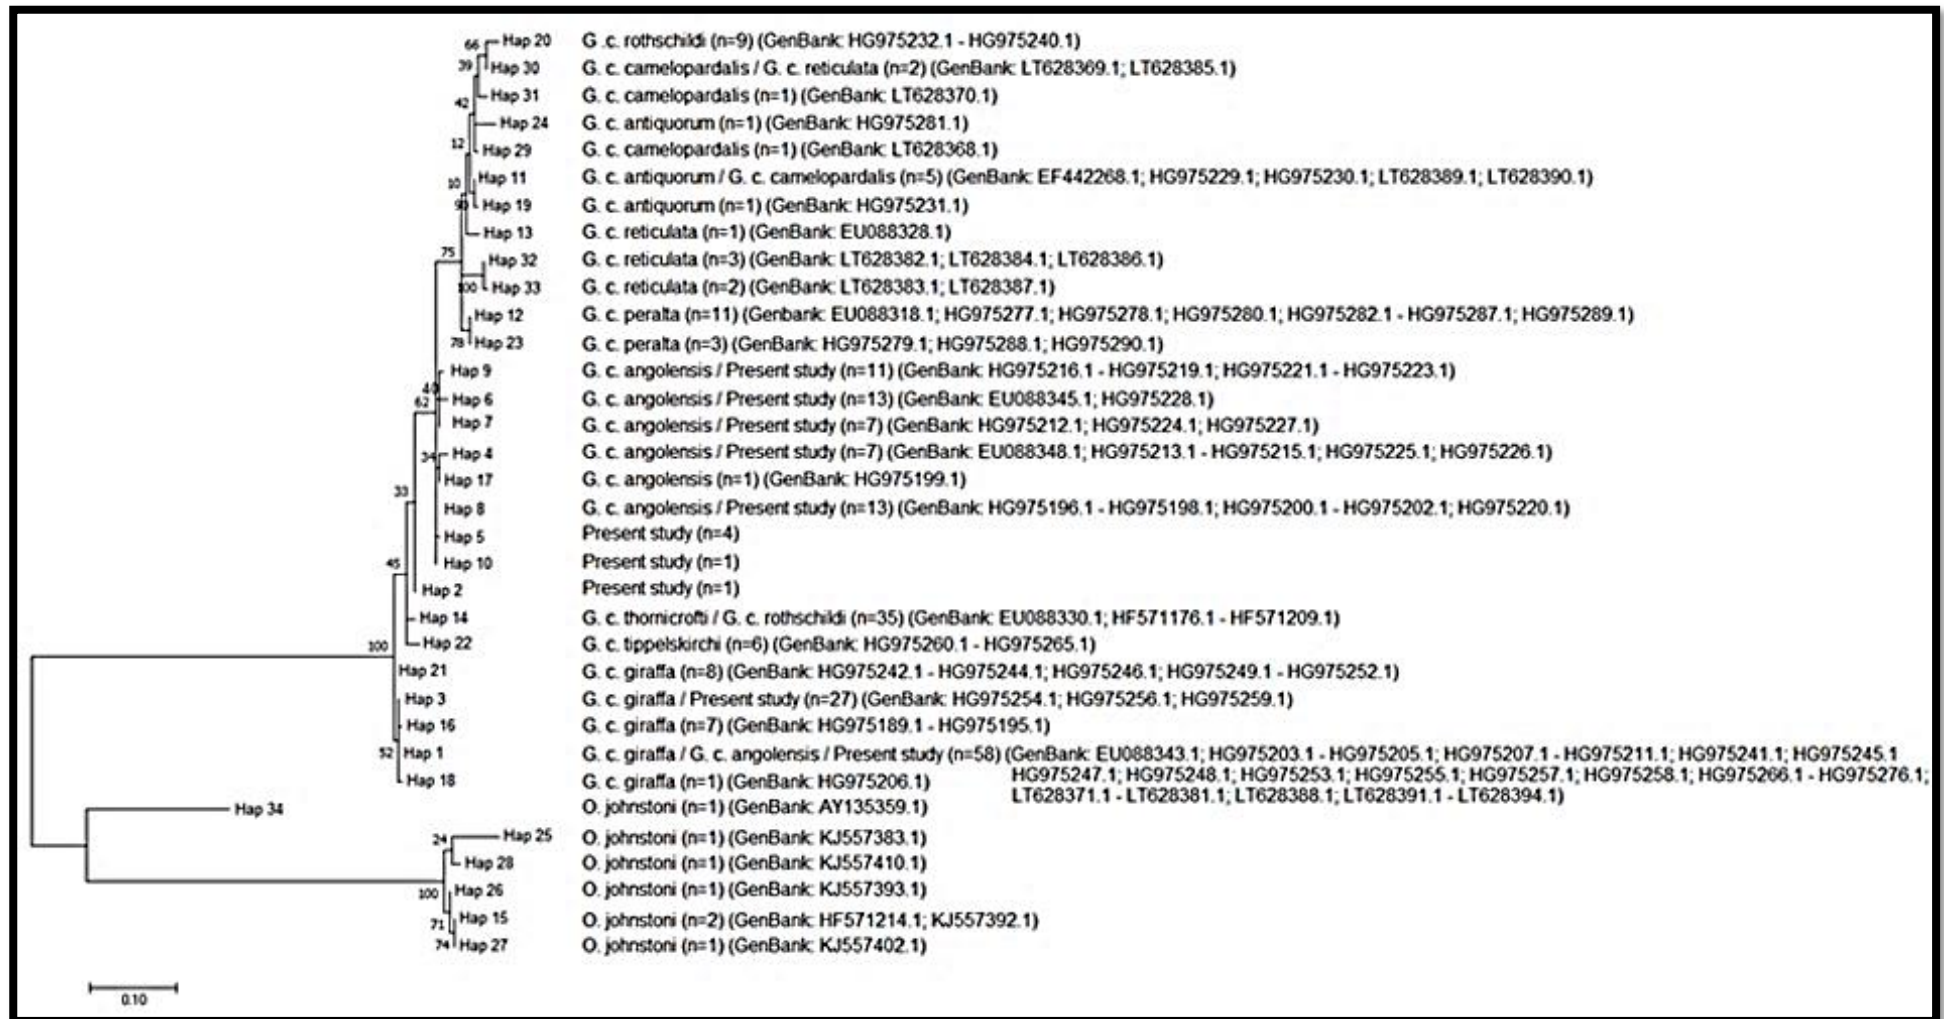 66 Hap 20 G .c. rothschildi (n=9) (GenBank: HG975232.1 - HG975240.1)
39 Hap 30 G. c. camelopardalis / G. c. reticulata (n=2) (GenBank: LT628369.1; LT628385.1)
Hap 31 G. c. camelopardalis (n=1) (GenBank: LT628370.1)
42
Hap 24 G. c. antiquorum (n=1) (GenBank: HG975281.1)
12 Hap 29 G. c. camelopardalis (n=1) (GenBank: LT628368.1)
10 Hap 11 G. c. antiquorum / G. c. camelopardalis (n=5) (GenBank: EF442268.1; HG975229.1; HG975230.1; LT628389.1; LT628390.1)
Hap 19 G. c. antiquorum (n=1) (GenBank: HG975231.1)
Hap 13 G. c. reticulata (n=1) (GenBank: EU088328.1)
75 Hap 32 G. c. reticulata (n=3) (GenBank: LT628382.1; LT628384.1; LT628386.1)
100 Hap 33 G. c. reticulata (n=2) (GenBank: LT628383.1; LT628387.1)
Hap 12 G. c. peralta (n=11) (Genbank: EU088318.1; HG975277.1; HG975278.1; HG975280.1; HG975282.1 - HG975287.1; HG975289.1)
78 Hap 23 G. c. peralta (n=3) (GenBank: HG975279.1; HG975288.1; HG975290.1)
Hap 9 G. c. angolensis / Present study (n=11) (GenBank: HG975216.1 - HG975219.1; HG975221.1 - HG975223.1)
62 Hap 6 G. c. angolensis / Present study (n=13) (GenBank: EU088345.1; HG975228.1)
Hap 7 G. c. angolensis / Present study (n=7) (GenBank: HG975212.1; HG975224.1; HG975227.1)
34 Hap 4 G. c. angolensis / Present study (n=7) (GenBank: EU088348.1; HG975213.1 - HG975215.1; HG975225.1; HG975226.1)
Hap 17 G. c. angolensis (n=1) (GenBank: HG975199.1)
33
Hap 8 G. c. angolensis / Present study (n=13) (GenBank: HG975196.1 - HG975198.1; HG975200.1 - HG975202.1; HG975220.1)
Hap 5 Present study (n=4)
45 Hap 10 Present study (n=1)
Hap 2 Present study (n=1)
Hap 14 G. c. thornicrofti / G. c. rothschildi (n=35) (GenBank: EU088330.1; HF571176.1 - HF571209.1)
100 Hap 22 G. c. tippelskirchi (n=6) (GenBank: HG975260.1 - HG975265.1)
Hap 21 G. c. giraffa (n=8) (GenBank: HG975242.1 - HG975244.1; HG975246.1; HG975249.1 - HG975252.1)
Hap 3 G. c. giraffa / Present study (n=27) (GenBank: HG975254.1; HG975256.1; HG975259.1)
Hap 16 G. c. giraffa (n=7) (GenBank: HG975189.1 - HG975195.1)
52 Hap 1 G. c. giraffa / G. c. angolensis / Present study (n=58) (GenBank: EU088343.1; HG975203.1 - HG975205.1; HG975207.1 - HG975211.1; HG975241.1; HG975245.1
HG975247.1; HG975248.1; HG975253.1; HG975255.1; HG975257.1; HG975258.1; HG975266.1 - HG975276.1;
Hap 18 G. c. giraffa (n=1) (GenBank: HG975206.1)
LT628371.1 - LT628381.1; LT628388.1; LT628391.1 - LT628394.1)
Hap 34 O. johnstoni (n=1) (GenBank: AY135359.1)
24 Hap 25 O. johnstoni (n=1) (GenBank: KJ557383.1)
Hap 28 O. johnstoni (n=1) (GenBank: KJ557410.1)
100 Hap 26 O. johnstoni (n=1) (GenBank: KJ557393.1)
71 Hap 15 O. johnstoni (n=2) (GenBank: HF571214.1; KJ557392.1)
74 Hap 27 O. johnstoni (n=1) (GenBank: KJ557402.1)
0.10